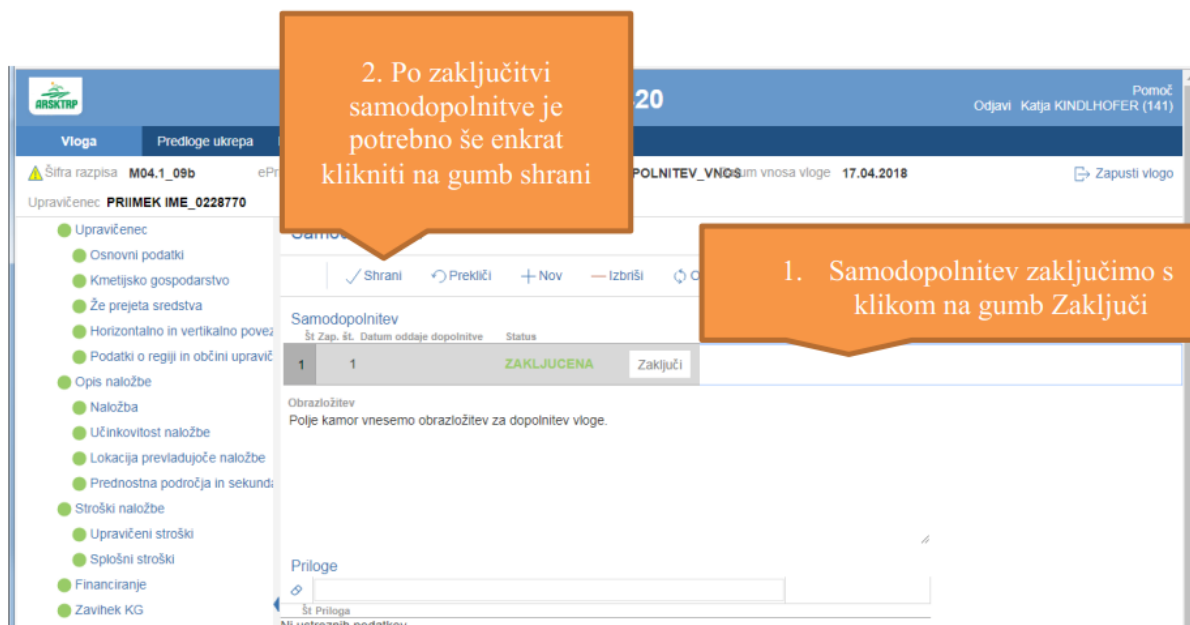 2. Po zaključitvi
samodopolnitve je
potrebno še enkrat
klikniti na gumb shrani
ARSKTRP
20
Pomoč
Odjavi Katja KINDLHOFER (141)
Vloga Predloge ukrepa
Šifra razpisa M04.1_09b ePr
POLNITEV_VNOS vnosa vloge 17.04.2018
Zapusti vlogo
Upravičenec PRIIMEK IME_0228770
Upravičenec
Osnovni podatki
Kmetijsko gospodarstvo
Že prejeta sredstva
Horizontalno in vertikalno povez
Podatki o regiji in občini upravič
Opis naložbe
Naložba
Učinkovitost naložbe
Lokacija prevladujoče naložbe
Prednostna področja in sekunda
Stroški naložbe
Upravičeni stroški
Splošni stroški
Financiranje
Zavihek KG
1. Samodopolnitev zaključimo s
klikom na gumb Zaključi
Shrani Prekliči Nov Izbriši O
Samodopolnitev
Št Zap. št. Datum oddaje dopolnitve Status
1 1 ZAKLJUCENA Zaključi
Obrazložitev
Polje kamor vnesemo obrazložitev za dopolnitev vloge.
Priloge
Št Priloga
Ni ustreznih podatkov